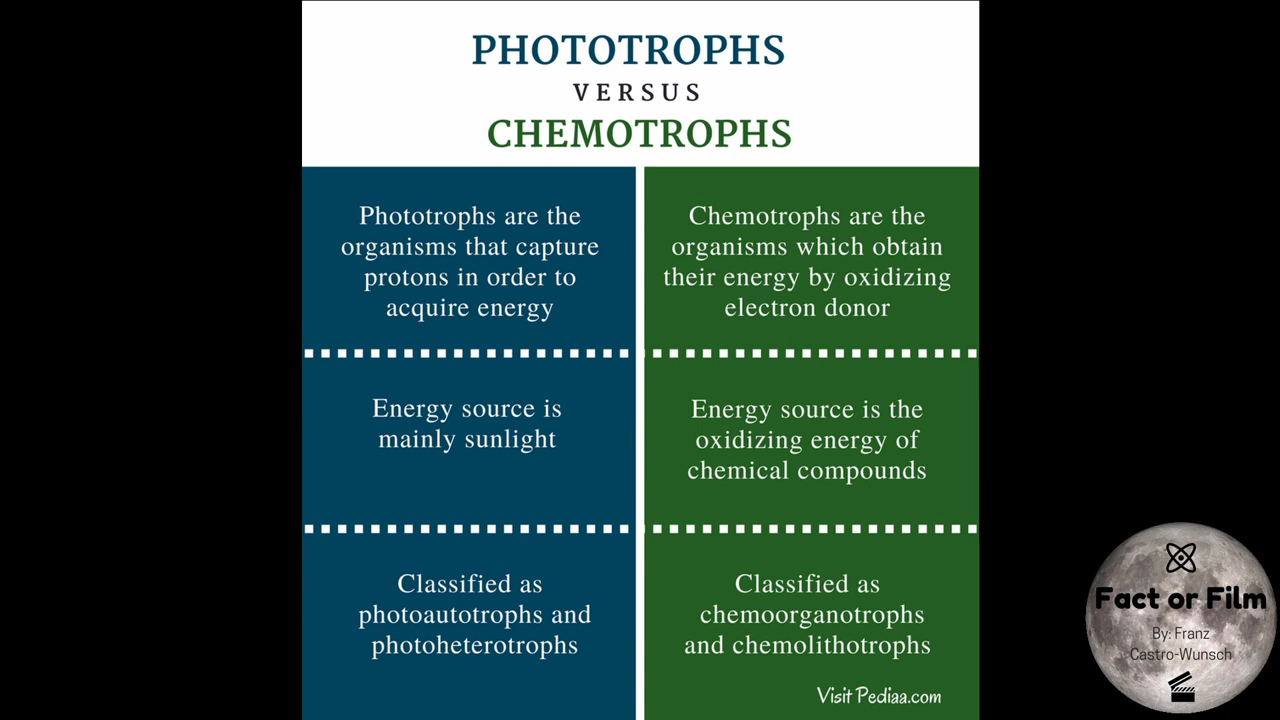 PHOTOTROPHS
VERSUS
CHEMOTROPHS
Phototrophs are the
organisms that capture
protons in order to
acquire energy
Chemotrophs are the
organisms which obtain
their energy by oxidizing
electron donor
Energy source is
mainly sunlight
Energy source is the
oxidizing energy of
chemical compounds
Classified as
photoautotrophs and
photoheterotrophs
Classified as
chemoorganotrophs
and chemolithotrophs
Visit Pediaa.com
Fact or Film
By: Franz
Castro-Wunsch